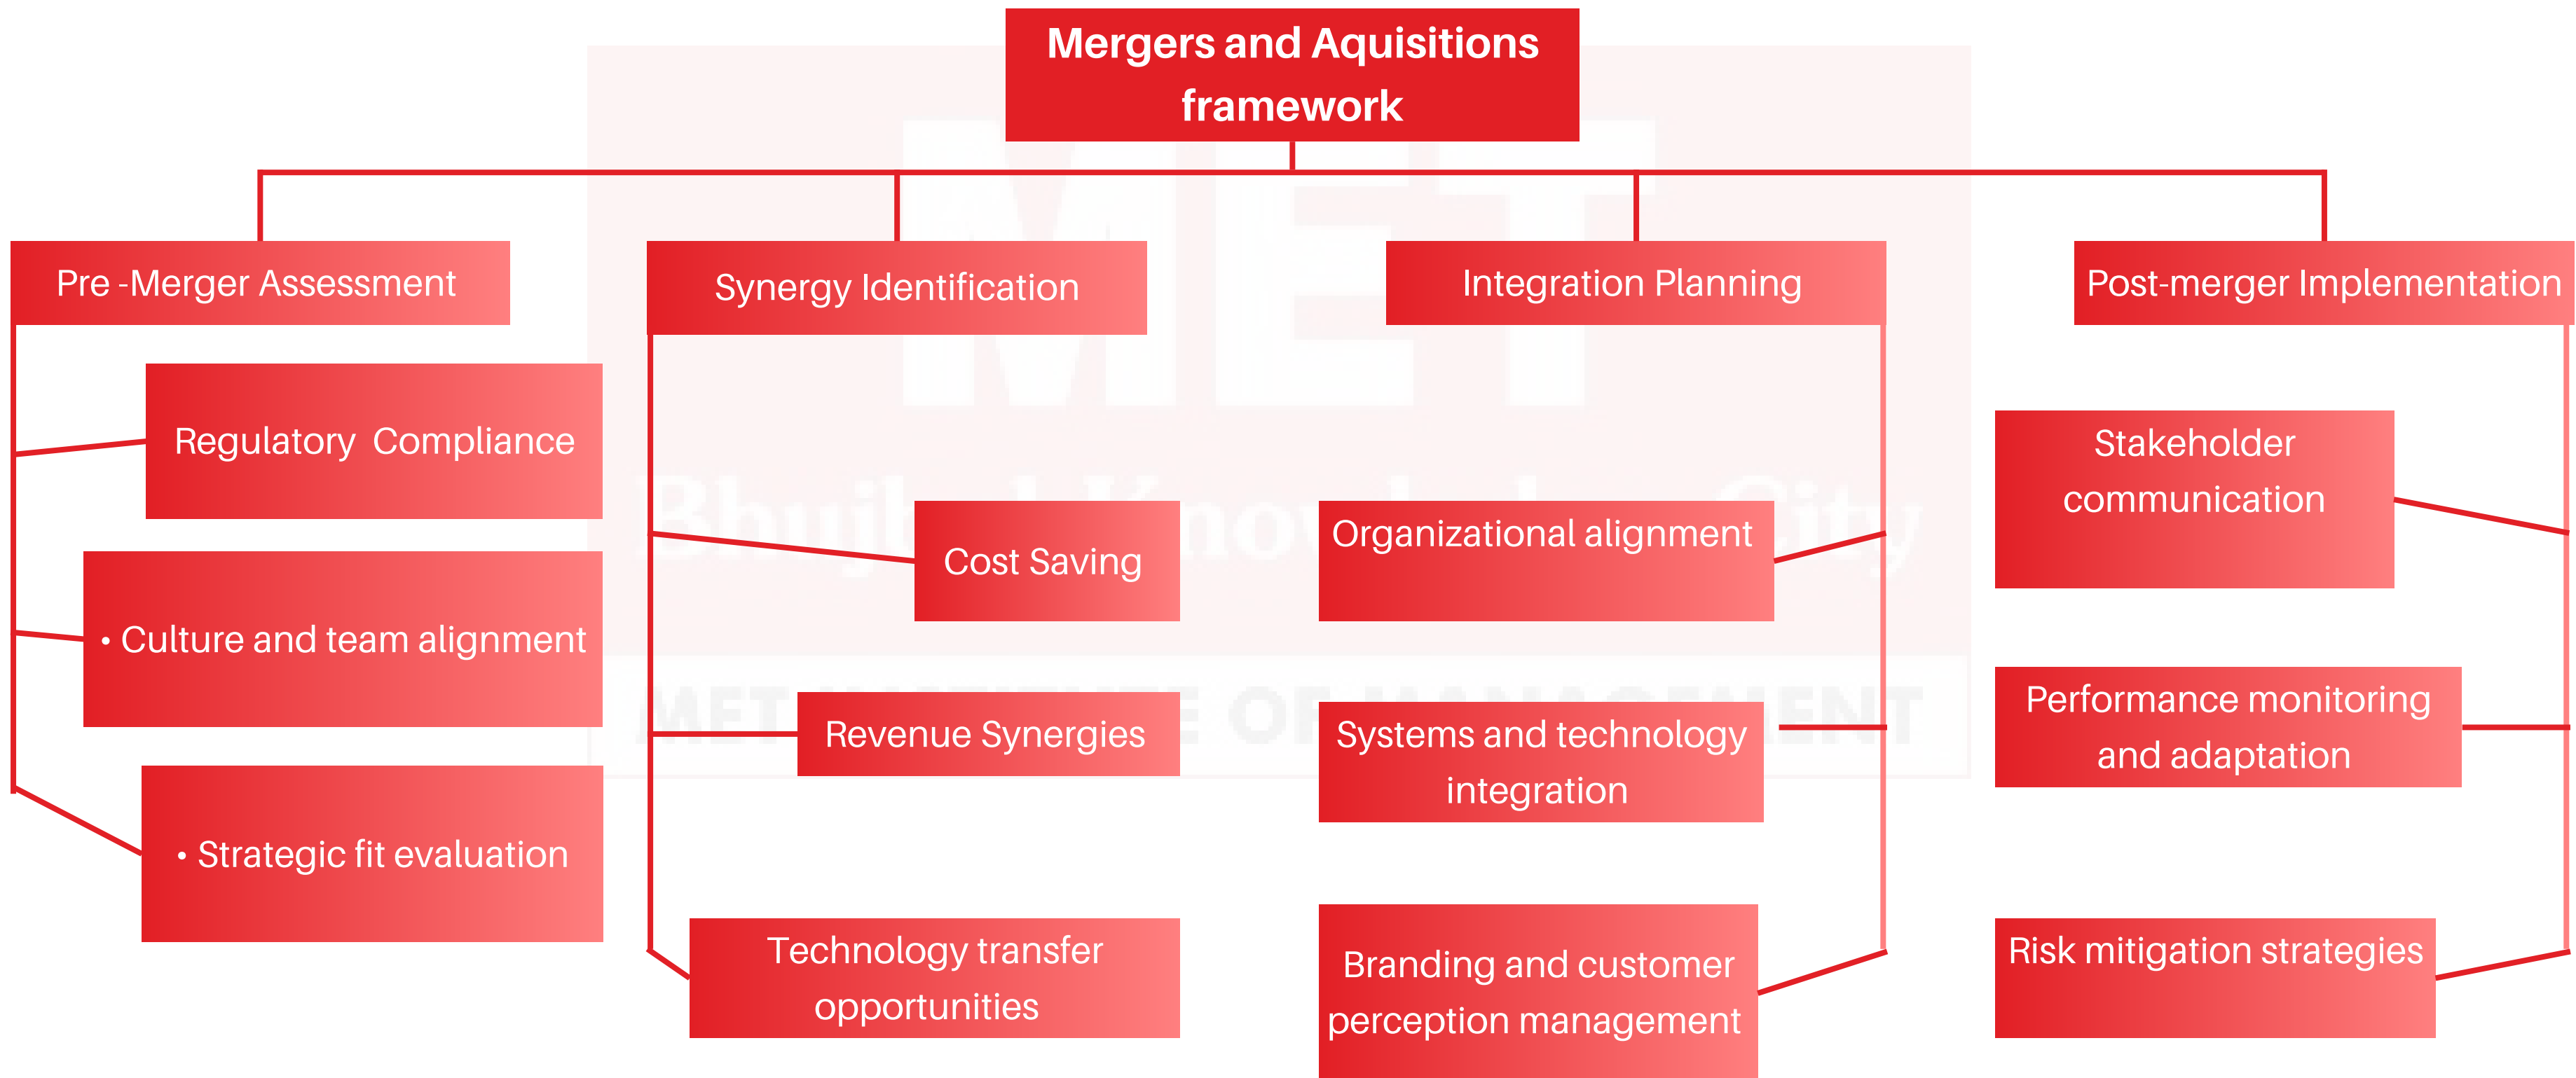 Mergers and Aquisitions
framework
Pre -Merger Assessment
Regulatory  Compliance
• Culture and team alignment
• Strategic fit evaluation
Synergy Identification
Cost Saving
Revenue Synergies
Technology transfer
opportunities
Integration Planning
Organizational alignment
Systems and technology
integration
Branding and customer
perception management
Post-merger Implementation
Stakeholder
communication
Performance monitoring
and adaptation
Risk mitigation strategies
MET